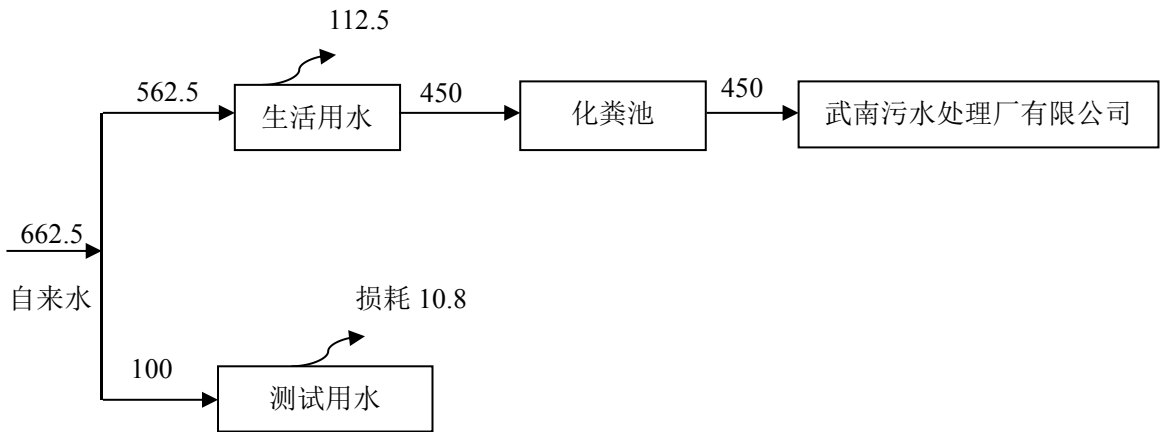 112.5
562.5
生活用水
450
化粪池
450
武南污水处理厂有限公司
662.5
自来水
损耗 10.8
100
测试用水